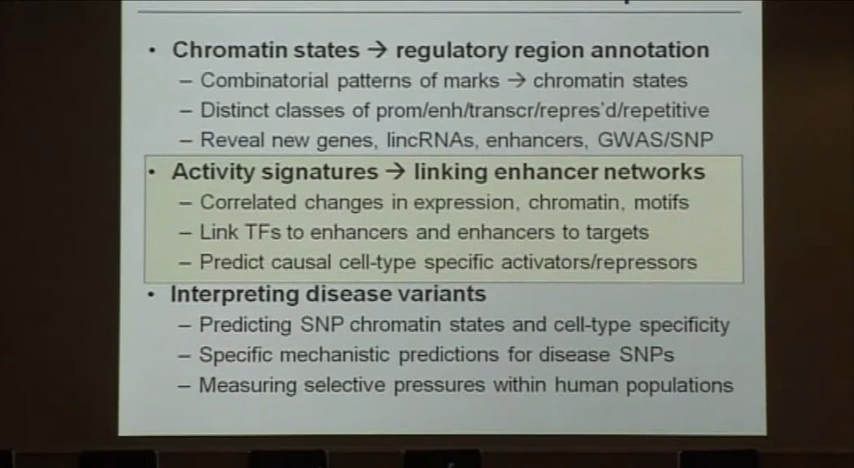 • Chromatin states → regulatory region annotation
– Combinatorial patterns of marks → chromatin states
– Distinct classes of prom/enh/transcr/repres'd/repetitive
– Reveal new genes, lincRNAs, enhancers, GWAS/SNP
• Activity signatures → linking enhancer networks
– Correlated changes in expression, chromatin, motifs
– Link TFs to enhancers and enhancers to targets
– Predict causal cell-type specific activators/repressors
• Interpreting disease variants
– Predicting SNP chromatin states and cell-type specificity
– Specific mechanistic predictions for disease SNPs
– Measuring selective pressures within human populations